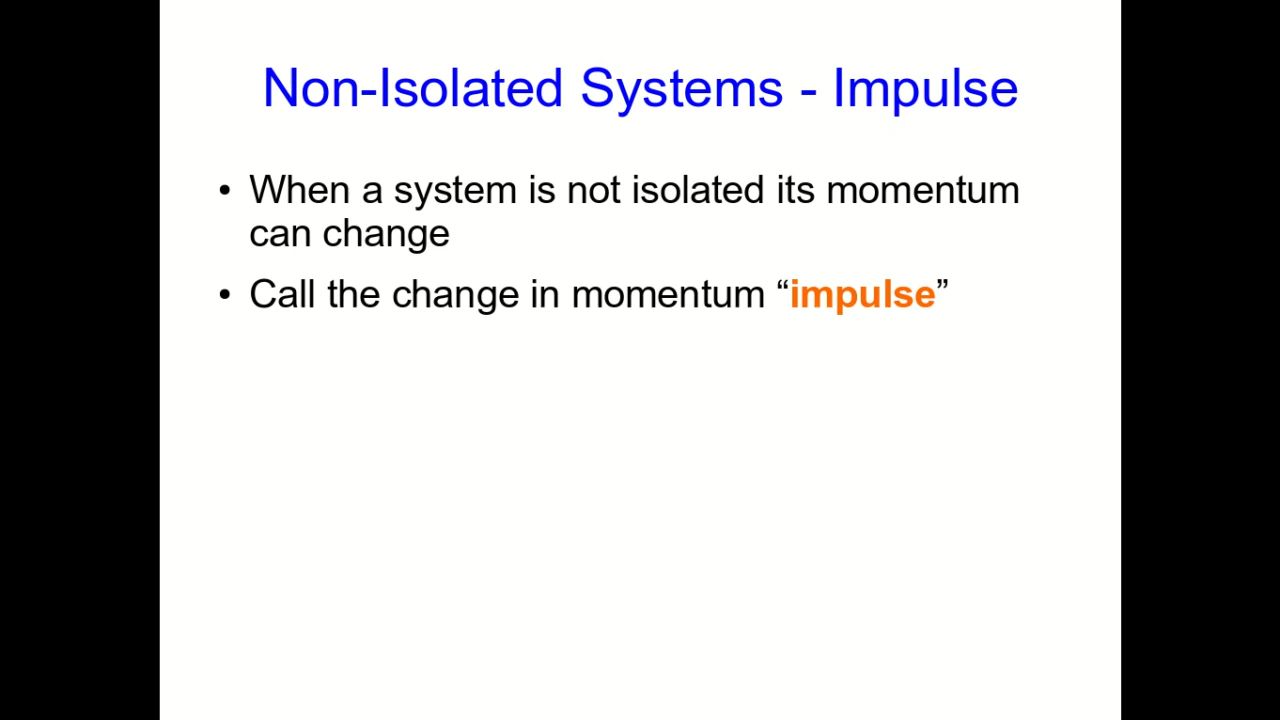 Non-Isolated Systems - Impulse
• When a system is not isolated its momentum
can change
• Call the change in momentum “impulse”